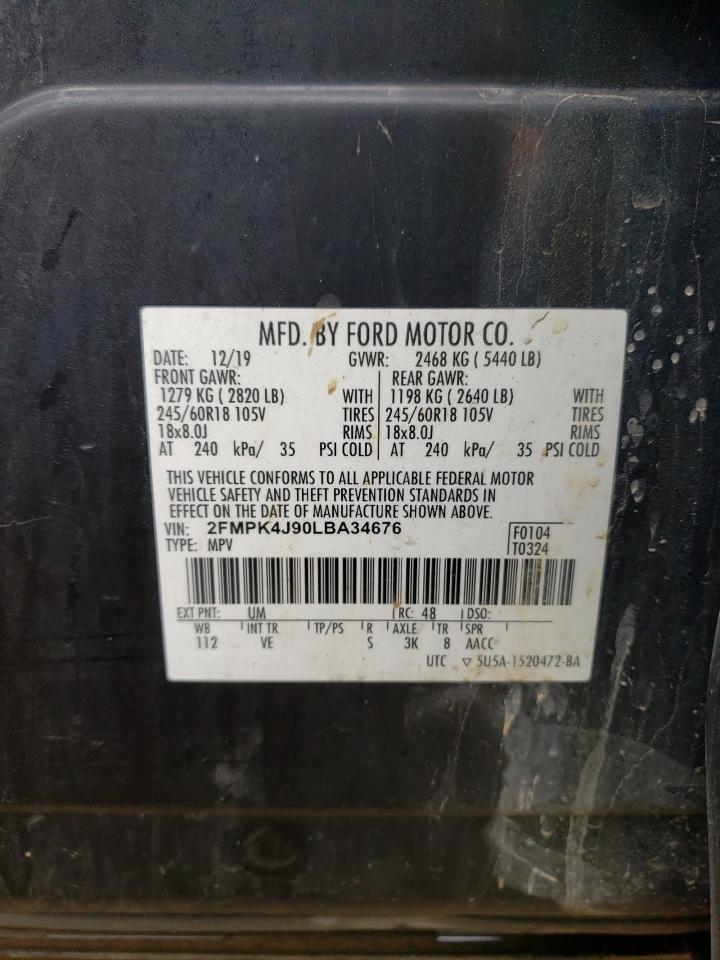 MFD. BY FORD MOTOR CO.
DATE: 12/19 GVWR: 2468 KG ( 5440 LB)
FRONT GAWR: REAR GAWR:
1279 KG ( 2820 LB) WITH 1198 KG ( 2640 LB) WITH
245/60R18 105V TIRES 245/60R18 105V TIRES
18x8.0J RIMS 18x8.0J RIMS
AT 240 kPa/ 35 PSI COLD AT 240 kPa/ 35 PSI COLD
THIS VEHICLE CONFORMS TO ALL APPLICABLE FEDERAL MOTOR
VEHICLE SAFETY AND THEFT PREVENTION STANDARDS IN
EFFECT ON THE DATE OF MANUFACTURE SHOWN ABOVE.
VIN: 2FMPK4J90LBA34676 F0104
TYPE: MPV T0324
EXT PNT: UM RC: 48 DSO:
WB INT TR TP/PS R AXLE TR SPR
112 VE S 3K 8 AACC
UTC ▽ 5U5A-1520472-BA